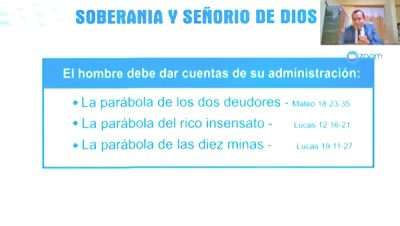 SOBERANIA Y SEÑORIO DE DIOS
zoom
El hombre debe dar cuentas de su administración:
• La parábola de los dos deudores - Mateo 18:23-35
• La parábola del rico insensato - Lucas 12:16-21
• La parábola de las diez minas - Lucas 19:11-27